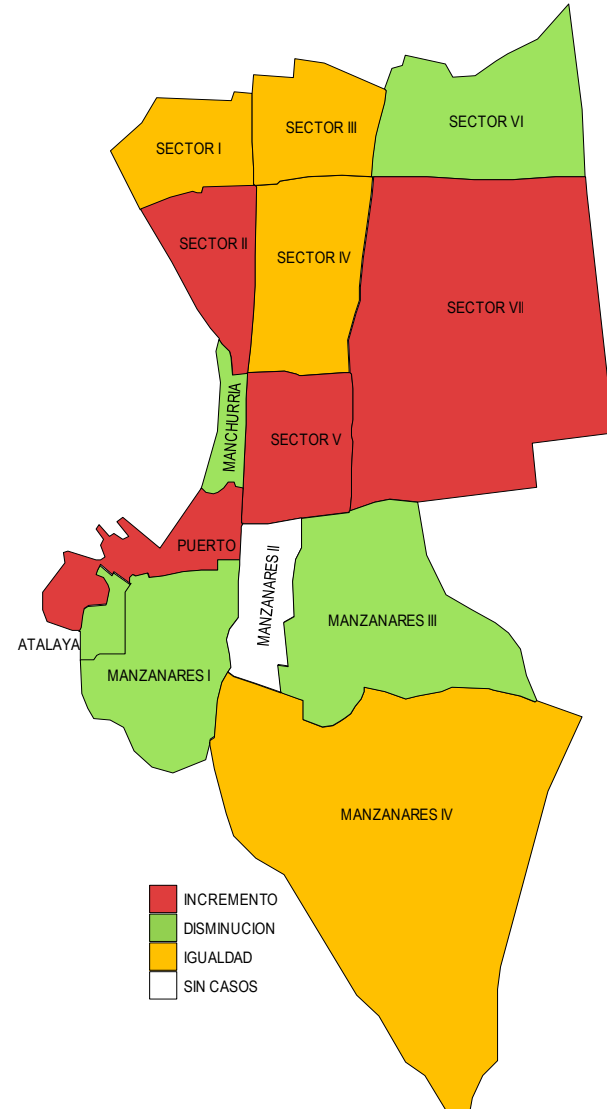 SECTOR VI
SECTOR III
SECTOR I
SECTOR II
SECTOR IV
SECTOR VII
MANCHURRIA
SECTOR V
PUERTO
MANZANARES II
ATALAYA
MANZANARES I
MANZANARES III
MANZANARES IV
INCREMENTO
DISMINUCION
IGUALDAD
SIN CASOS